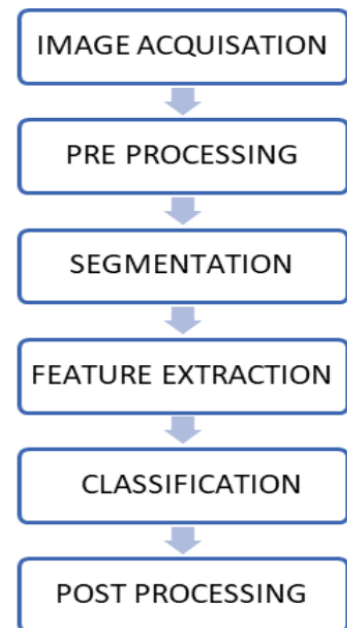 IMAGE ACQUISATION
PRE PROCESSING
SEGMENTATION
FEATURE EXTRACTION
CLASSIFICATION
POST PROCESSING